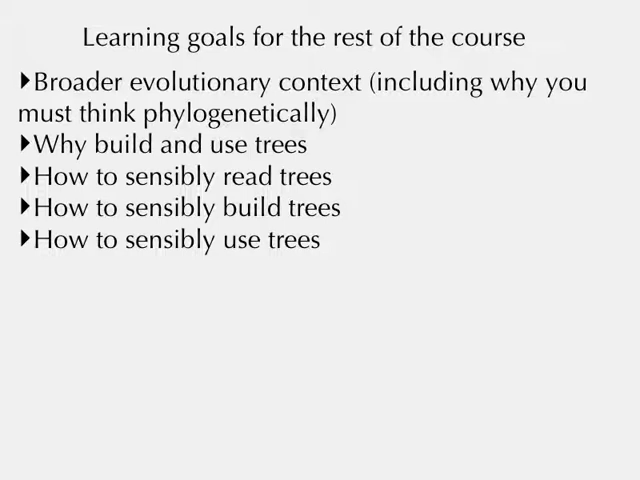 Learning goals for the rest of the course
‣Broader evolutionary context (including why you
must think phylogenetically)
‣Why build and use trees
‣How to sensibly read trees
‣How to sensibly build trees
‣How to sensibly use trees